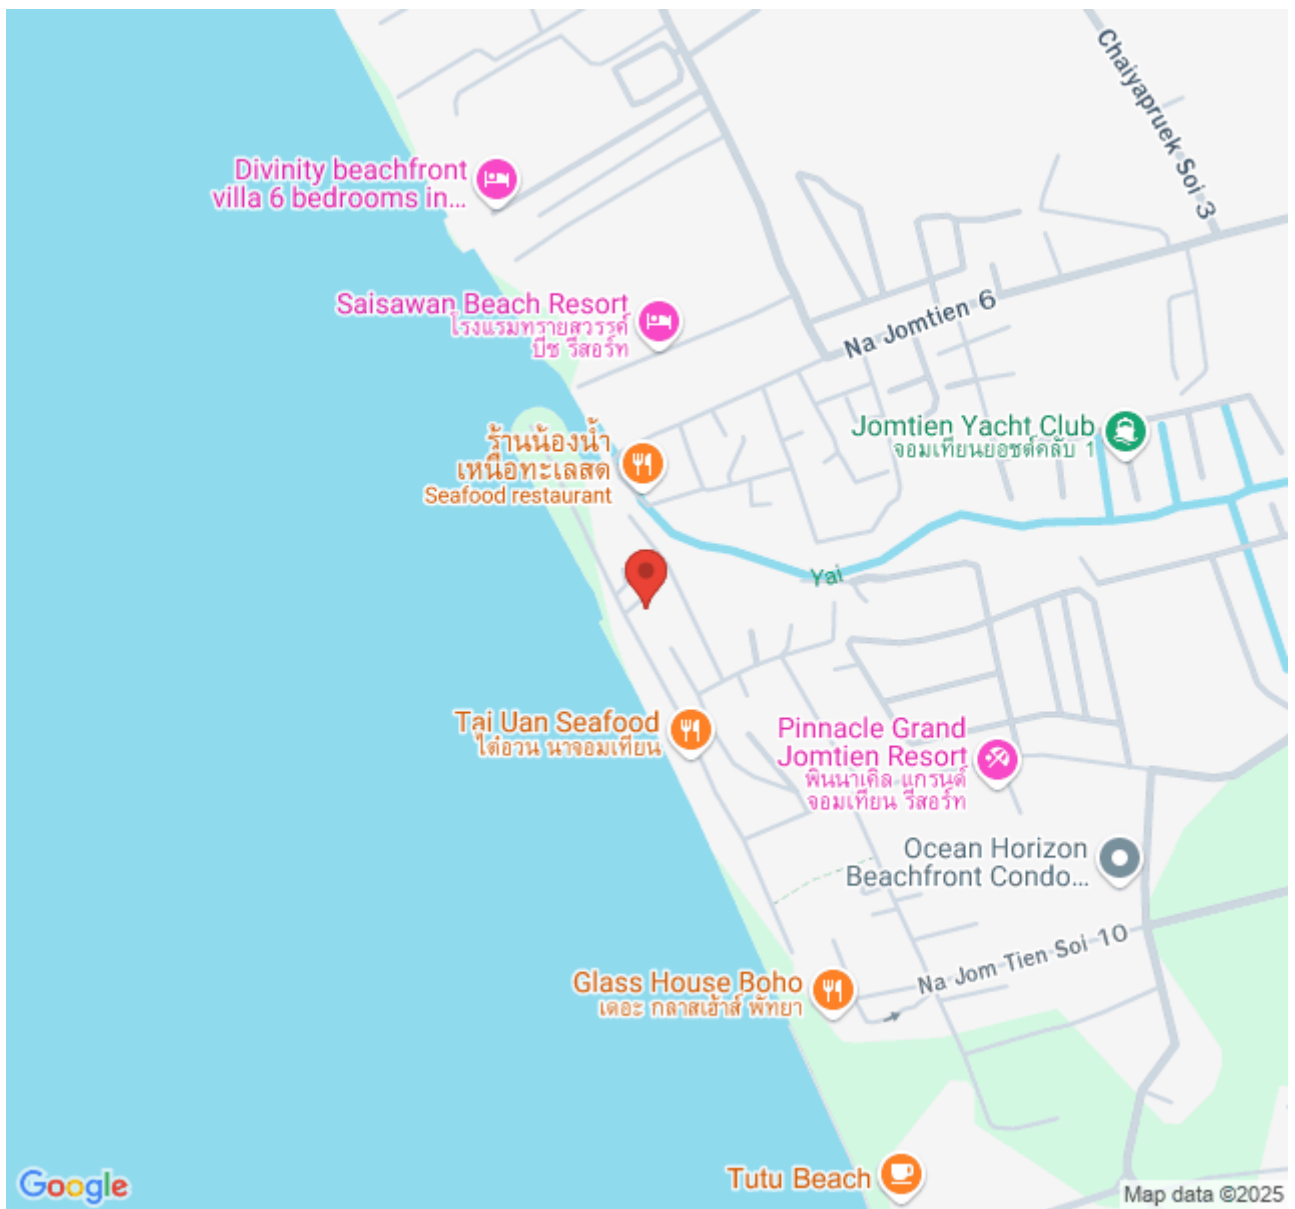 Chaiyapruek Soi 3
Divinity beachfront
villa 6 bedrooms in...
Saisawan Beach Resort
โรงแรมทรายสวรรค์
บีช รีสอร์ท
Na Jomtien 6
Jomtien Yacht Club
จอมเทียนยอชต์คลับ 1
ร้านน้องน้ำ
เหนือทะเลสด
Seafood restaurant
Yai
Tai Uan Seafood
ไต๋อวน นาจอมเทียน
Pinnacle Grand
Jomtien Resort
พินนาเคิล แกรนด์
จอมเทียน รีสอร์ท
Ocean Horizon
Beachfront Condo...
Na Jom Tien Soi 10
Glass House Boho
เดอะ กลาสเฮ้าส์ พัทยา
Tutu Beach
Google
Map data ©2025